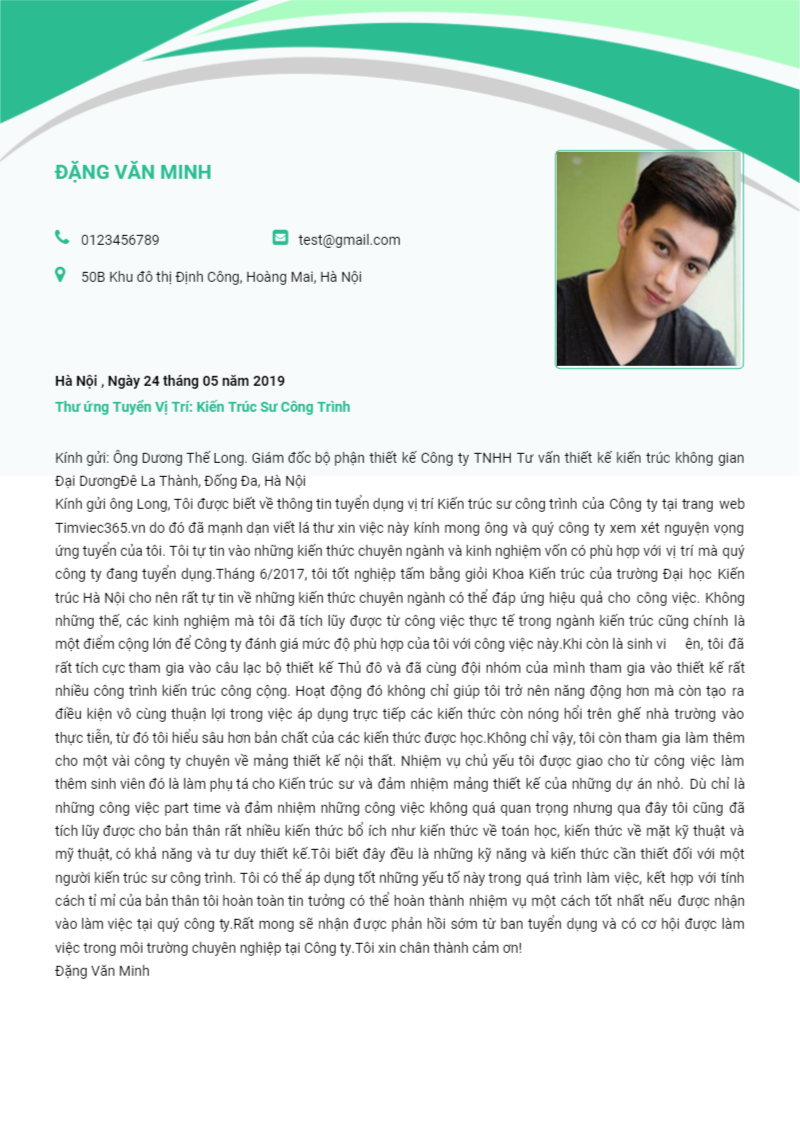 ĐẶNG VĂN MINH
0123456789
test@gmail.com
50B Khu đô thị Định Công, Hoàng Mai, Hà Nội
Hà Nội , Ngày 24 tháng 05 năm 2019
Thư ứng Tuyển Vị Trí: Kiến Trúc Sư Công Trình
Kính gửi: Ông Dương Thế Long. Giám đốc bộ phận thiết kế Công ty TNHH Tư vấn thiết kế kiến trúc không gian
Đại DươngĐê La Thành, Đống Đa, Hà Nội
Kính gửi ông Long, Tôi được biết về thông tin tuyển dụng vị trí Kiến trúc sư công trình của Công ty tại trang web
Timviec365.vn do đó đã mạnh dạn viết lá thư xin việc này kính mong ông và quý công ty xem xét nguyện vọng
ứng tuyển của tôi. Tôi tự tin vào những kiến thức chuyên ngành và kinh nghiệm vốn có phù hợp với vị trí mà quý
công ty đang tuyển dụng.Tháng 6/2017, tôi tốt nghiệp tấm bằng giỏi Khoa Kiến trúc của trường Đại học Kiến
trúc Hà Nội cho nên rất tự tin về những kiến thức chuyên ngành có thể đáp ứng hiệu quả cho công việc. Không
những thế, các kinh nghiệm mà tôi đã tích lũy được từ công việc thực tế trong ngành kiến trúc cũng chính là
một điểm cộng lớn để Công ty đánh giá mức độ phù hợp của tôi với công việc này.Khi còn là sinh vi ên, tôi đã
rất tích cực tham gia vào câu lạc bộ thiết kế Thủ đô và đã cùng đội nhóm của mình tham gia vào thiết kế rất
nhiều công trình kiến trúc công cộng. Hoạt động đó không chỉ giúp tôi trở nên năng động hơn mà còn tạo ra
điều kiện vô cùng thuận lợi trong việc áp dụng trực tiếp các kiến thức còn nóng hổi trên ghế nhà trường vào
thực tiễn, từ đó tôi hiểu sâu hơn bản chất của các kiến thức được học.Không chỉ vậy, tôi còn tham gia làm thêm
cho một vài công ty chuyên về mảng thiết kế nội thất. Nhiệm vụ chủ yếu tôi được giao cho từ công việc làm
thêm sinh viên đó là làm phụ tá cho Kiến trúc sư và đảm nhiệm mảng thiết kế của những dự án nhỏ. Dù chỉ là
những công việc part time và đảm nhiệm những công việc không quá quan trọng nhưng qua đây tôi cũng đã
tích lũy được cho bản thân rất nhiều kiến thức bổ ích như kiến thức về toán học, kiến thức về mặt kỹ thuật và
mỹ thuật, có khả năng và tư duy thiết kế.Tôi biết đây đều là những kỹ năng và kiến thức cần thiết đối với một
người kiến trúc sư công trình. Tôi có thể áp dụng tốt những yếu tố này trong quá trình làm việc, kết hợp với tính
cách tỉ mỉ của bản thân tôi hoàn toàn tin tưởng có thể hoàn thành nhiệm vụ một cách tốt nhất nếu được nhận
vào làm việc tại quý công ty.Rất mong sẽ nhận được phản hồi sớm từ ban tuyển dụng và có cơ hội được làm
việc trong môi trường chuyên nghiệp tại Công ty.Tôi xin chân thành cảm ơn!
Đặng Văn Minh